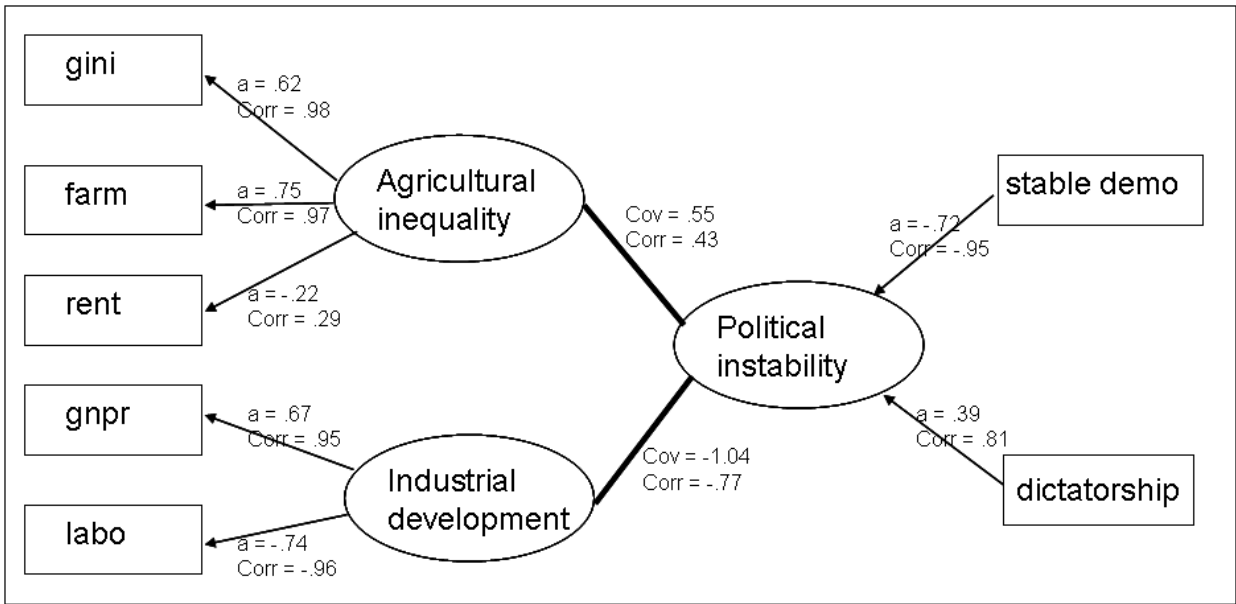 gini
a = .62
Corr = .98
farm
a = .75
Corr = .97
rent
a = -.22
Corr = .29
Agricultural
inequality
gnpr
a = .67
Corr = .95
labo
a = -.74
Corr = -.96
Industrial
development
Cov = .55
Corr = .43
Cov = -1.04
Corr = -.77
Political
instability
stable demo
a = -.72
Corr = -.95
a = .39
Corr = .81
dictatorship